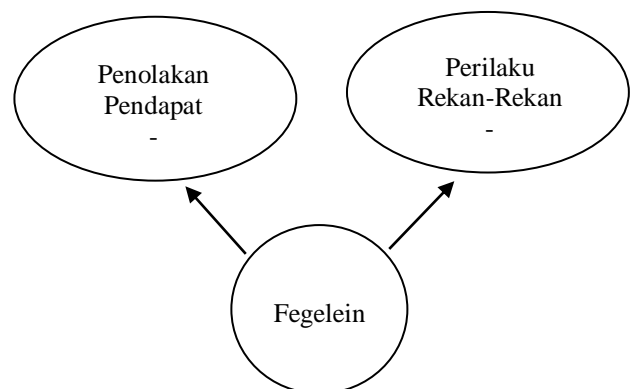 Penolakan
Pendapat
-
Perilaku
Rekan-Rekan
-
Fegelein